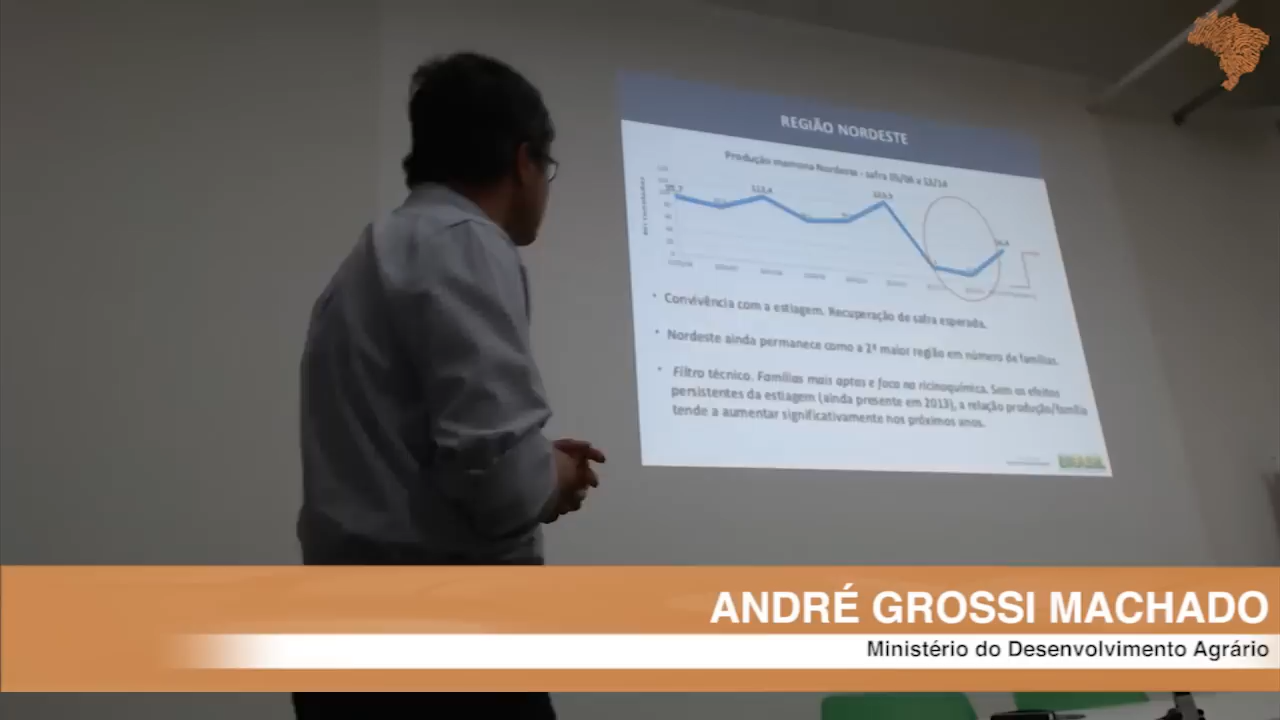 REGIÃO NORDESTE
Produção mamona Nordeste - safra 05/06 a 13/14
• Convivência com a estiagem. Recuperação de safra esperada.
• Nordeste ainda permanece como a 2ª maior região em número de famílias.
• Filtro técnico. Famílias mais aptas e foco na ricinoquímica. Sem os efeitos
persistentes da estiagem (ainda presente em 2013), a relação produção/família
tende a aumentar significativamente nos próximos anos.
BRASIL
ANDRÉ GROSSI MACHADO
Ministério do Desenvolvimento Agrário